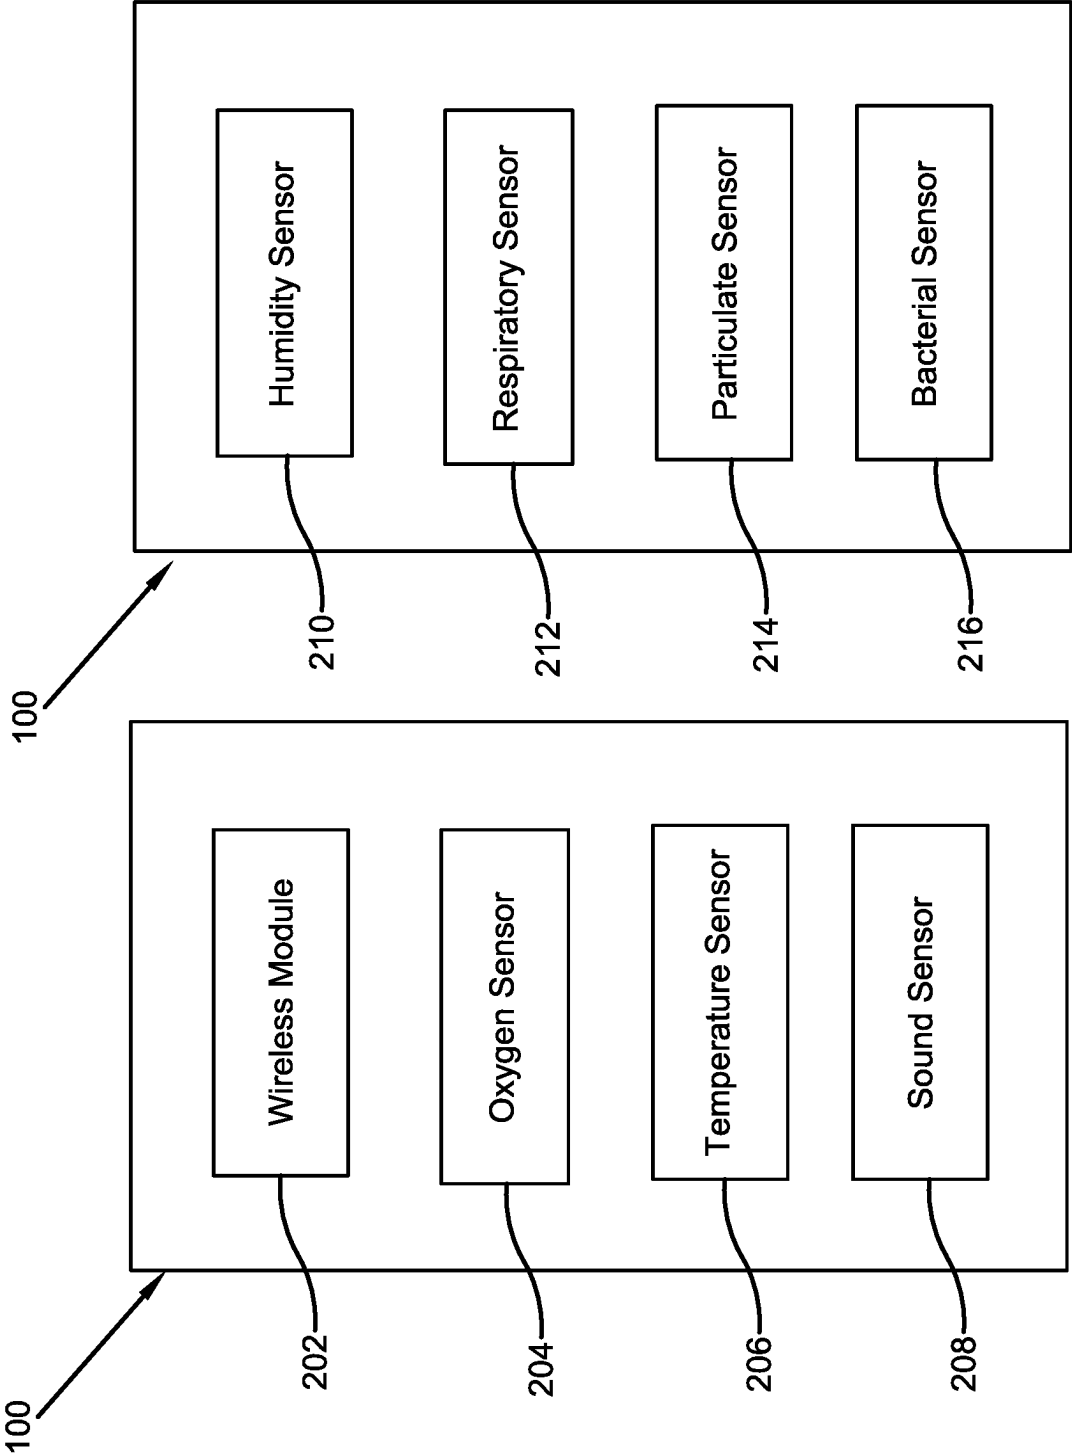 100
202
Wireless Module
204
Oxygen Sensor
206
Temperature Sensor
208
Sound Sensor
100
210
Humidity Sensor
212
Respiratory Sensor
214
Particulate Sensor
216
Bacterial Sensor